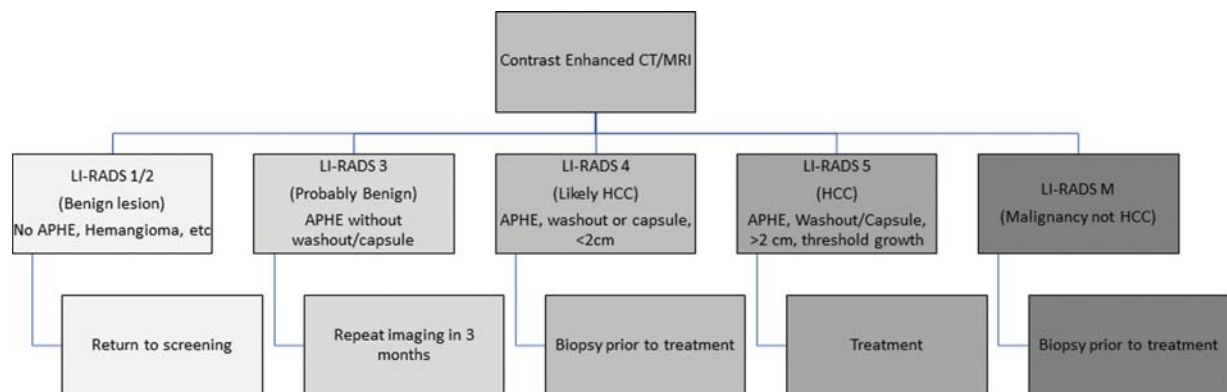 Contrast Enhanced CT/MRI
LI-RADS 1/2
(Benign lesion)
No APHE, Hemangioma, etc
LI-RADS 3
(Probably Benign)
APHE without
washout/capsule
LI-RADS 4
(Likely HCC)
APHE, washout or capsule,
<2cm
LI-RADS 5
(HCC)
APHE, Washout/Capsule,
>2 cm, threshold growth
LI-RADS M
(Malignancy not HCC)
Return to screening
Repeat imaging in 3
months
Biopsy prior to treatment
Treatment
Biopsy prior to treatment